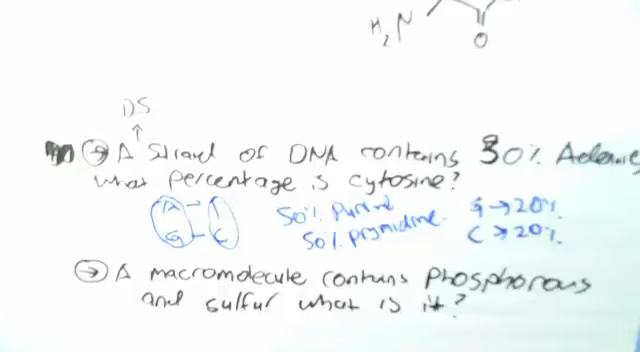 H₂N
O
DS
↑
→ A Strand of DNA contains 30% Adenine
what percentage is cytosine?
A - T 50% Purine G → 20%
G - C 50% prymidine. C → 20%.
→ A macromolecule contains phosphorous
and sulfur what is it?